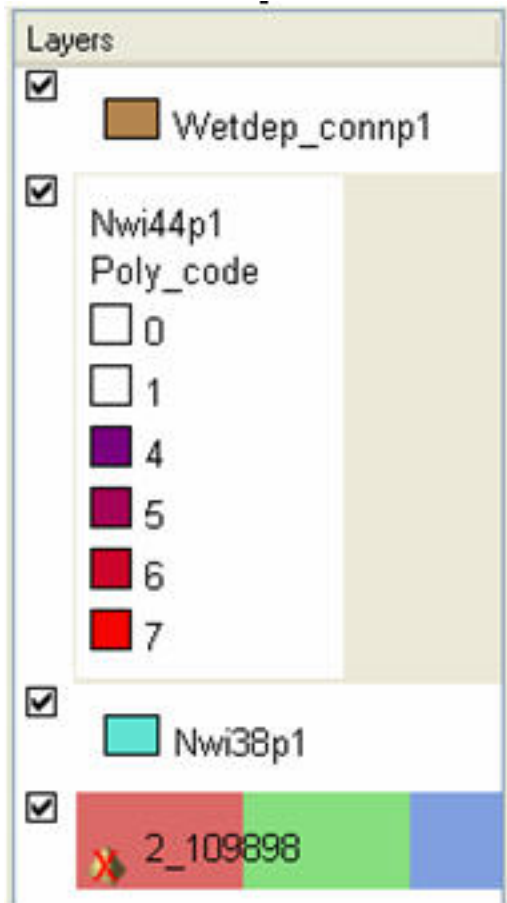 Layers
Wetdep_connp1
Nwi44p1
Poly_code
0
1
4
5
6
7
Nwi38p1
2_109898